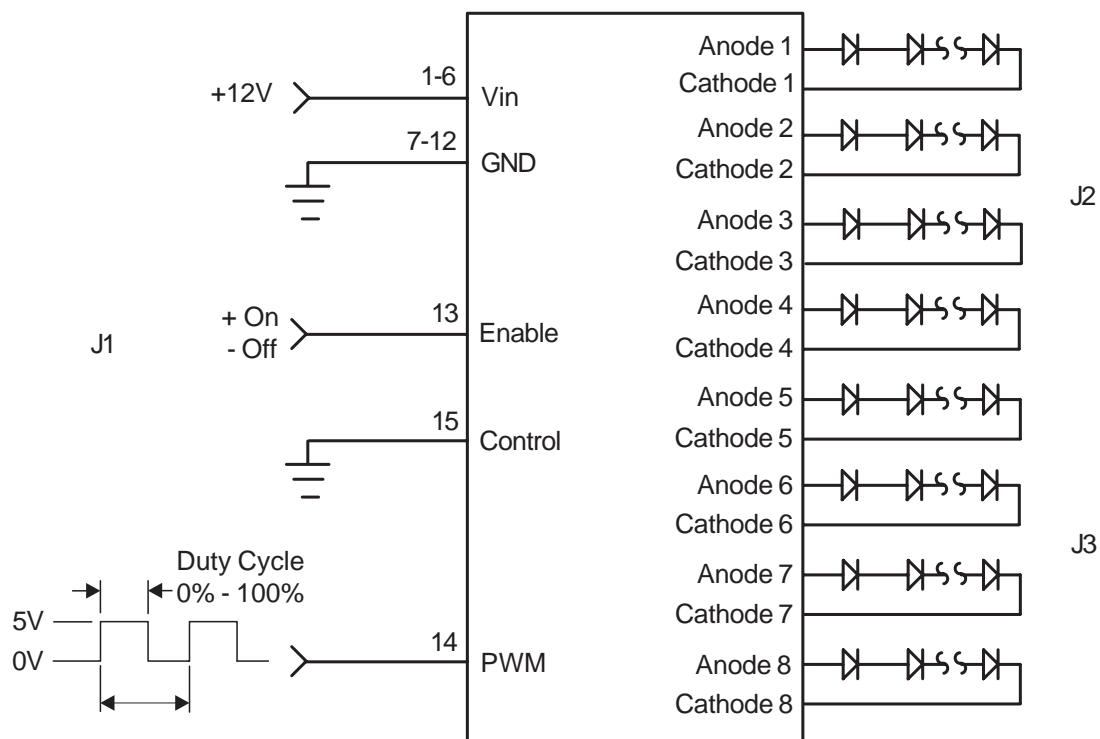 +12V
1-6
Vin
7-12
GND
J1
+ On
- Off
13
Enable
15
Control
Duty Cycle
0% - 100%
5V
0V
14
PWM
Anode 1
Cathode 1
Anode 2
Cathode 2
Anode 3
Cathode 3
Anode 4
Cathode 4
J2
Anode 5
Cathode 5
Anode 6
Cathode 6
Anode 7
Cathode 7
Anode 8
Cathode 8
J3